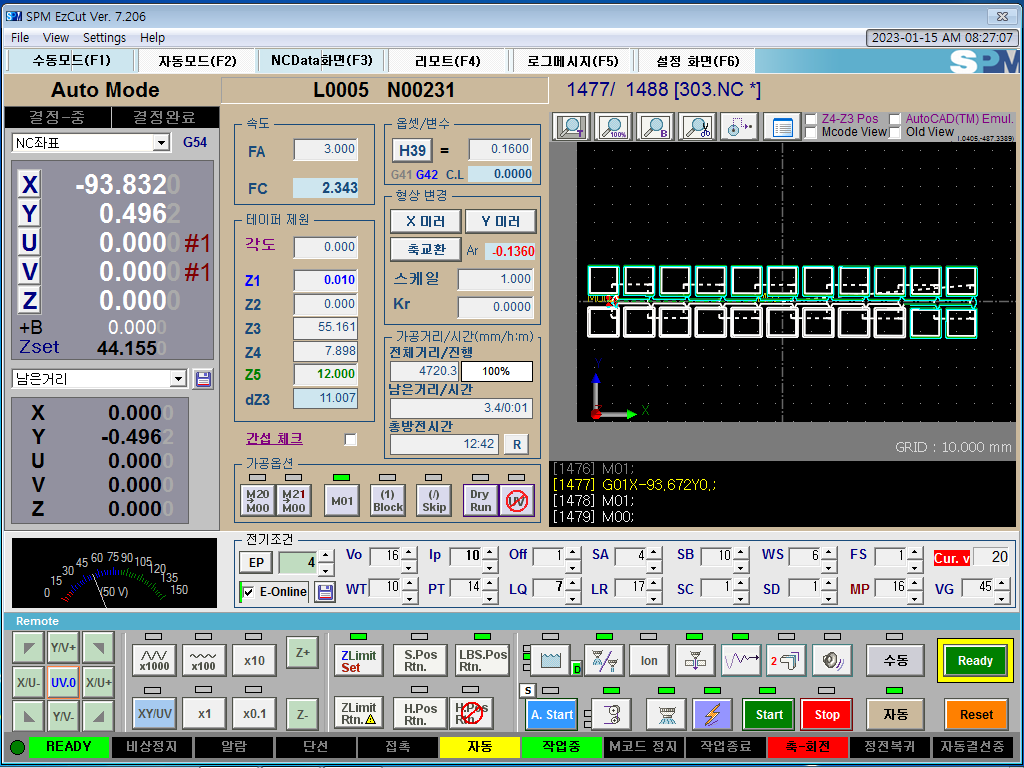 SPM EzCut Ver. 7.206
File View Settings Help
2023-01-15 AM 08:27:07
수동모드(F1) 자동모드(F2) NCData화면(F3) 리모트(F4) 로그메시지(F5) 설정 화면(F6) SPM
Auto Mode L0005 N00231 1477/ 1488 [303.NC *]
결정-중 결정완료
NC좌표 G54
X -93.8320
Y 0.4962
U 0.0000 #1
V 0.0000 #1
Z 0.0000
+B 0.0000
Zset 44.1550
남은거리
X 0.0000
Y -0.4962
U 0.0000
V 0.0000
Z 0.0000
속도
FA 3.000
FC 2.343
테이퍼 제원
각도 0.000
Z1 0.010
Z2 0.000
Z3 55.161
Z4 7.898
Z5 12.000
dZ3 11.007
간섭 체크
옵셋/변수
H39 = 0.1600
G41 G42 C.L 0.0000
형상 변경
X 미러 Y 미러
축교환 Ar -0.1360
스케일 1.000
Kr 0.0000
가공거리/시간(mm/h:m)
전체거리/진행
4720.3 100%
남은거리/시간
3.4/0:01
총방전시간
12:42 R
가공옵션
M20 M00 M21 M00 M01 (1) Block (/) Skip Dry Run UV
T 100% B
Z4-Z3 Pos AutoCAD(TM) Emul.
Mcode View Old View
1.0405,-487.3389)
Y
X
GRID : 10.000 mm
[1476] M01;
[1477] G01X-93.672Y0.;
[1478] M01;
[1479] M00;
0 15 30 45 60 75 90 105 120 135 150
(50 V)
전기조건
EP 4 Vo 16 Ip 10 Off 1 SA 4 SB 10 WS 6 FS 1 Cur. v 20
E-Online WT 10 PT 14 LQ 7 LR 17 SC 1 SD 1 MP 16 VG 45
Remote
Y/V+
X/U- UV.0 X/U+
Y/V-
x1000 x100 x10 Z+
XY/UV x1 x0.1 Z-
ZLimit Set S.Pos Rtn. LBS.Pos Rtn.
ZLimit Rtn. H.Pos Rtn.
D Ion 2 수동 Ready
S A. Start Start Stop 자동 Reset
READY 비상정지 알람 단선 접촉 자동 작업중 M코드 정지 작업종료 축-회전 정전복귀 자동결선중